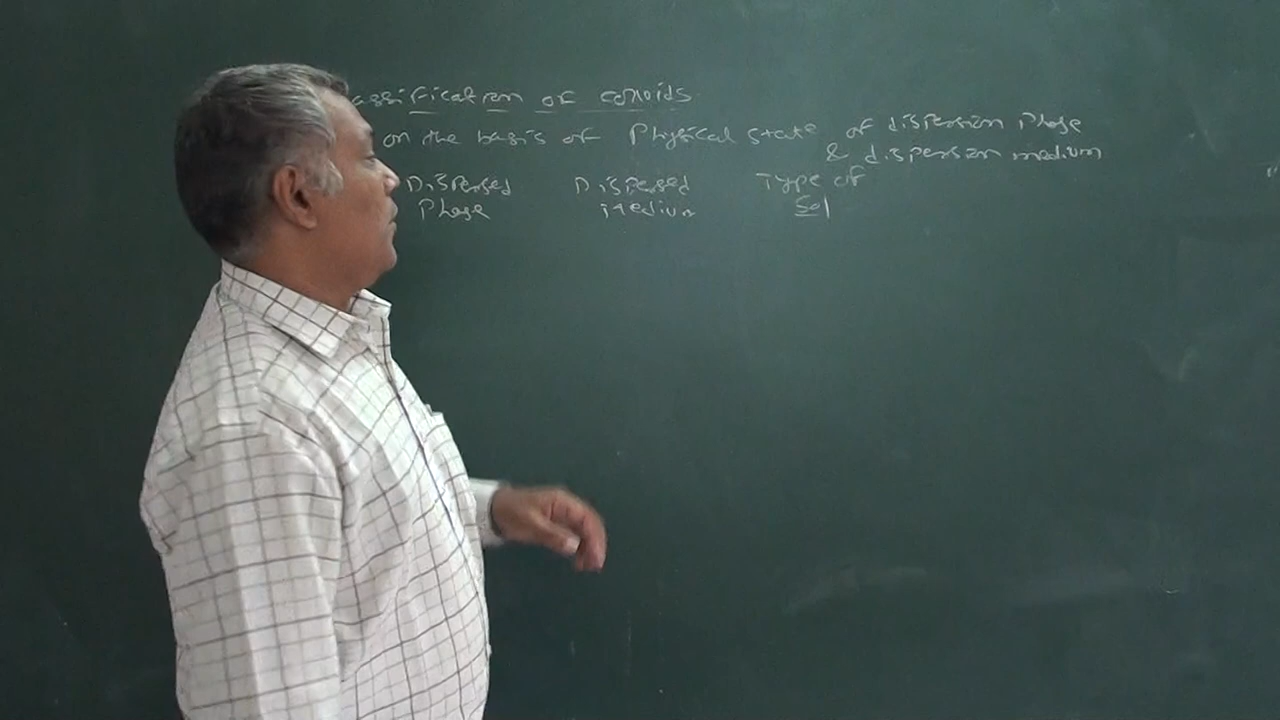 assification of colloids
on the basis of Physical state of dispersion Phase
& dispersion medium
Dispersed Dispersed Type of
Phase Medium Sol